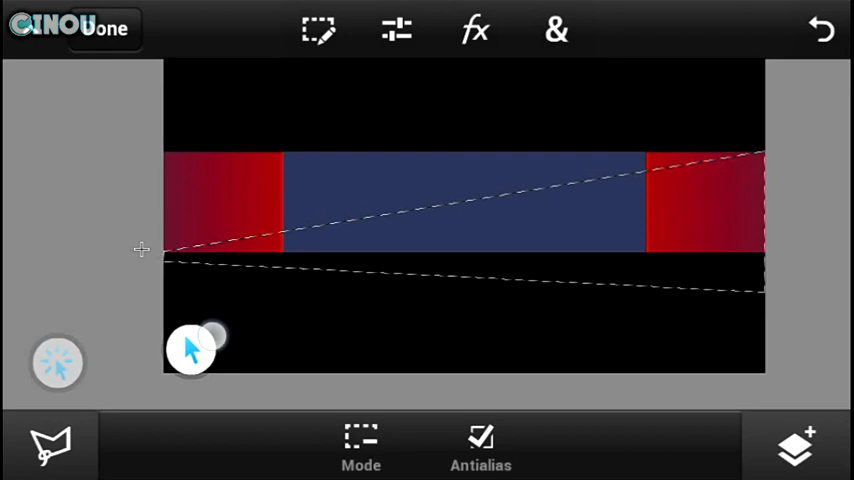 CINOU
Done
fx
&
Mode
Antialias